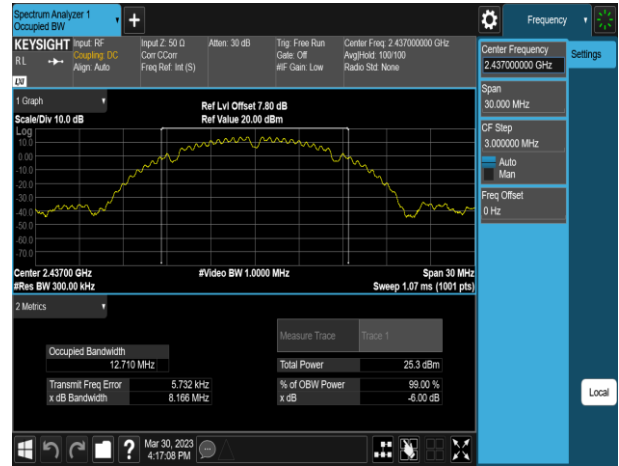 Spectrum Analyzer 1
Occupied BW
Frequency
KEYSIGHT
R L
LXI
Input: RF
Coupling: DC
Align: Auto
Input Z: 50 Ω
Corr CCorr
Freq Ref: Int (S)
Atten: 30 dB
Trig: Free Run
Gate: Off
#IF Gain: Low
Center Freq: 2.437000000 GHz
Avg|Hold: 100/100
Radio Std: None
Center Frequency
2.437000000 GHz
Settings
Span
30.000 MHz
CF Step
3.000000 MHz
Auto
Man
Freq Offset
0 Hz
1 Graph
Scale/Div 10.0 dB
Ref Lvl Offset 7.80 dB
Ref Value 20.00 dBm
Log
10.0
0.00
-10.0
-20.0
-30.0
-40.0
-50.0
-60.0
-70.0
Center 2.43700 GHz
#Video BW 1.0000 MHz
Span 30 MHz
#Res BW 300.00 kHz
Sweep 1.07 ms (1001 pts)
2 Metrics
Measure Trace Trace 1
Occupied Bandwidth
12.710 MHz
Total Power 25.3 dBm
Transmit Freq Error 5.732 kHz
% of OBW Power 99.00 %
x dB Bandwidth 8.166 MHz
x dB -6.00 dB
Local
?
Mar 30, 2023
4:17:08 PM